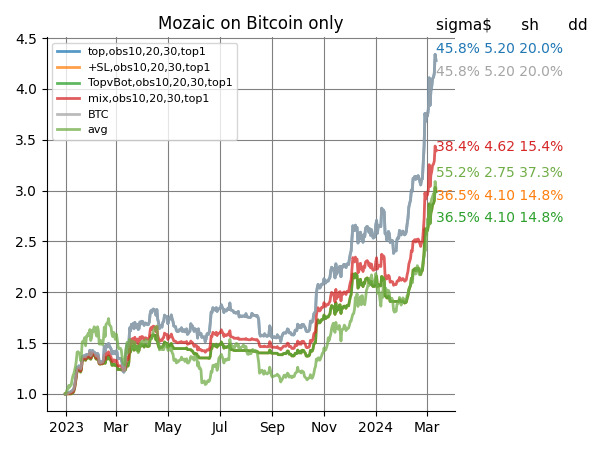 Mozaic on Bitcoin only
sigma$ sh dd
4.5
4.0
3.5
3.0
2.5
2.0
1.5
1.0
top,obs10,20,30,top1
+SL,obs10,20,30,top1
TopvBot,obs10,20,30,top1
mix,obs10,20,30,top1
BTC
avg
45.8% 5.20 20.0%
45.8% 5.20 20.0%
38.4% 4.62 15.4%
55.2% 2.75 37.3%
36.5% 4.10 14.8%
36.5% 4.10 14.8%
2023 Mar May Jul Sep Nov 2024 Mar